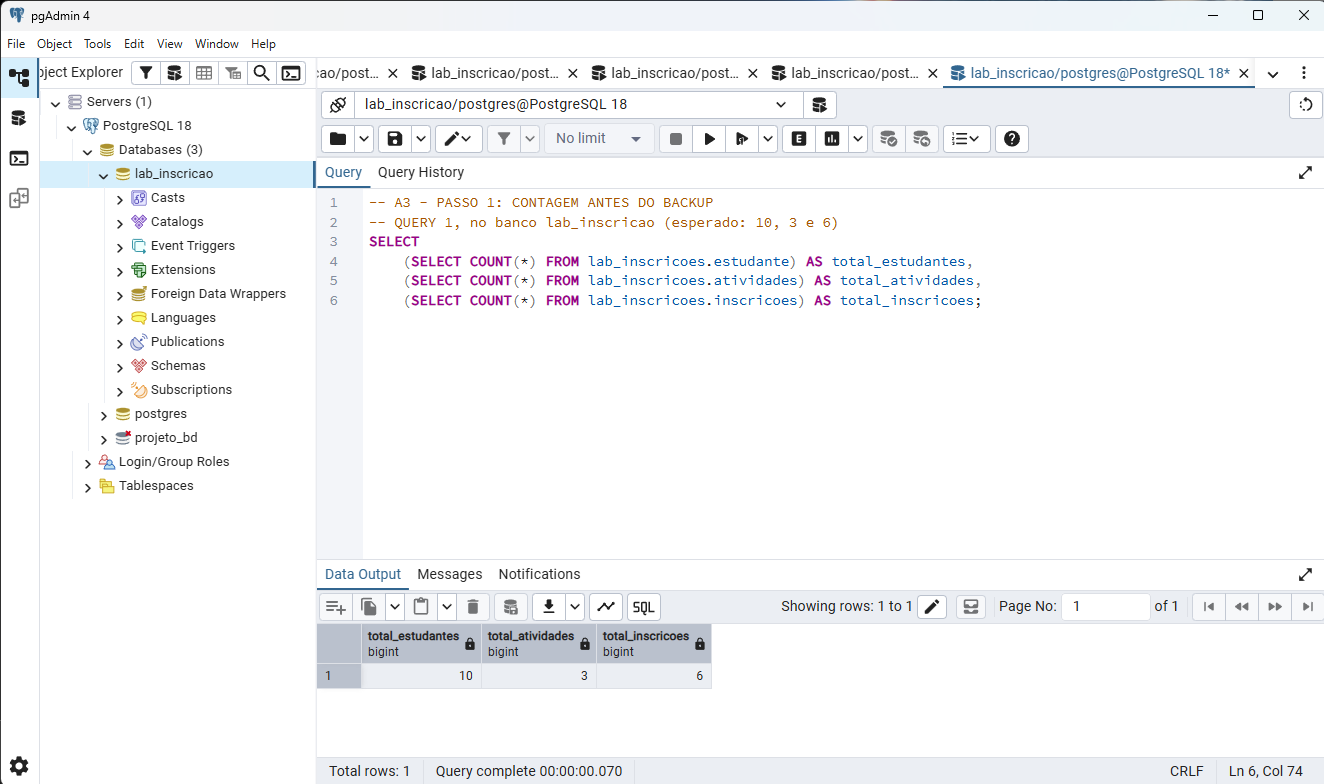 pgAdmin 4
File Object Tools Edit View Window Help
bject Explorer
cao/post... lab_inscricao/post... lab_inscricao/post... lab_inscricao/post... lab_inscricao/postgres@PostgreSQL 18*
Servers (1)
PostgreSQL 18
Databases (3)
lab_inscricao
Casts
Catalogs
Event Triggers
Extensions
Foreign Data Wrappers
Languages
Publications
Schemas
Subscriptions
postgres
projeto_bd
Login/Group Roles
Tablespaces
lab_inscricao/postgres@PostgreSQL 18
No limit E
Query Query History
1 -- A3 - PASSO 1: CONTAGEM ANTES DO BACKUP
2 -- QUERY 1, no banco lab_inscricao (esperado: 10, 3 e 6)
3 SELECT
4 (SELECT COUNT(*) FROM lab_inscricoes.estudante) AS total_estudantes,
5 (SELECT COUNT(*) FROM lab_inscricoes.atividades) AS total_atividades,
6 (SELECT COUNT(*) FROM lab_inscricoes.inscricoes) AS total_inscricoes;
Data Output Messages Notifications
SQL Showing rows: 1 to 1 Page No: 1 of 1
total_estudantes total_atividades total_inscricoes
bigint bigint bigint
1 10 3 6
Total rows: 1 Query complete 00:00:00.070 CRLF Ln 6, Col 74